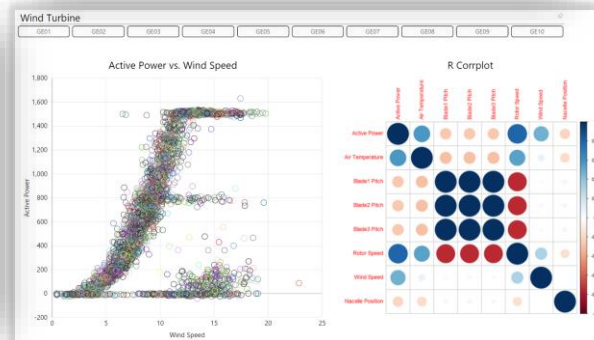 Wind Turbine
GE01 GE02 GE03 GE04 GE05 GE06 GE07 GE08 GE09 GE10
Active Power vs. Wind Speed
1,800
1,600
1,400
1,200
1,000
800
600
400
200
0
-200
Active Power
0 5 10 15 20 25
Wind Speed
R Corrplot
Active Power
Air Temperature
Blade1 Pitch
Blade2 Pitch
Blade3 Pitch
Rotor Speed
Wind Speed
Nacelle Position
Active Power
Air Temperature
Blade1 Pitch
Blade2 Pitch
Blade3 Pitch
Rotor Speed
Wind Speed
Nacelle Position